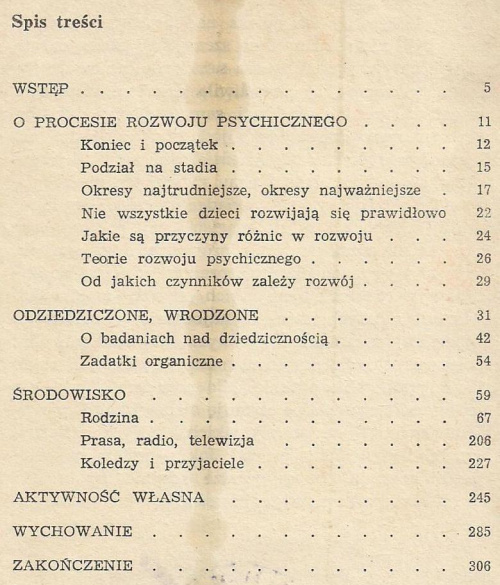 Spis treści
WSTĘP . . . . . . . . . . . . . . 5
O PROCESIE ROZWOJU PSYCHICZNEGO . . . . 11
Koniec i początek . . . . . . . . . 12
Podział na stadia . . . . . . . . . 15
Okresy najtrudniejsze, okresy najważniejsze . 17
Nie wszystkie dzieci rozwijają się prawidłowo 22
Jakie są przyczyny różnic w rozwoju . . . 24
Teorie rozwoju psychicznego . . . . . . 26
Od jakich czynników zależy rozwój . . . . 29
ODZIEDZICZONE, WRODZONE . . . . . . 31
O badaniach nad dziedzicznością . . . . . 42
Zadatki organiczne . . . . . . . . . 54
ŚRODOWISKO . . . . . . . . . . . . 59
Rodzina . . . . . . . . . . . . 67
Prasa, radio, telewizja . . . . . . . 206
Koledzy i przyjaciele . . . . . . . . 227
AKTYWNOŚĆ WŁASNA . . . . . . . . . 245
WYCHOWANIE . . . . . . . . . . . . 285
ZAKOŃCZENIE . . . . . . . . . . . . 306